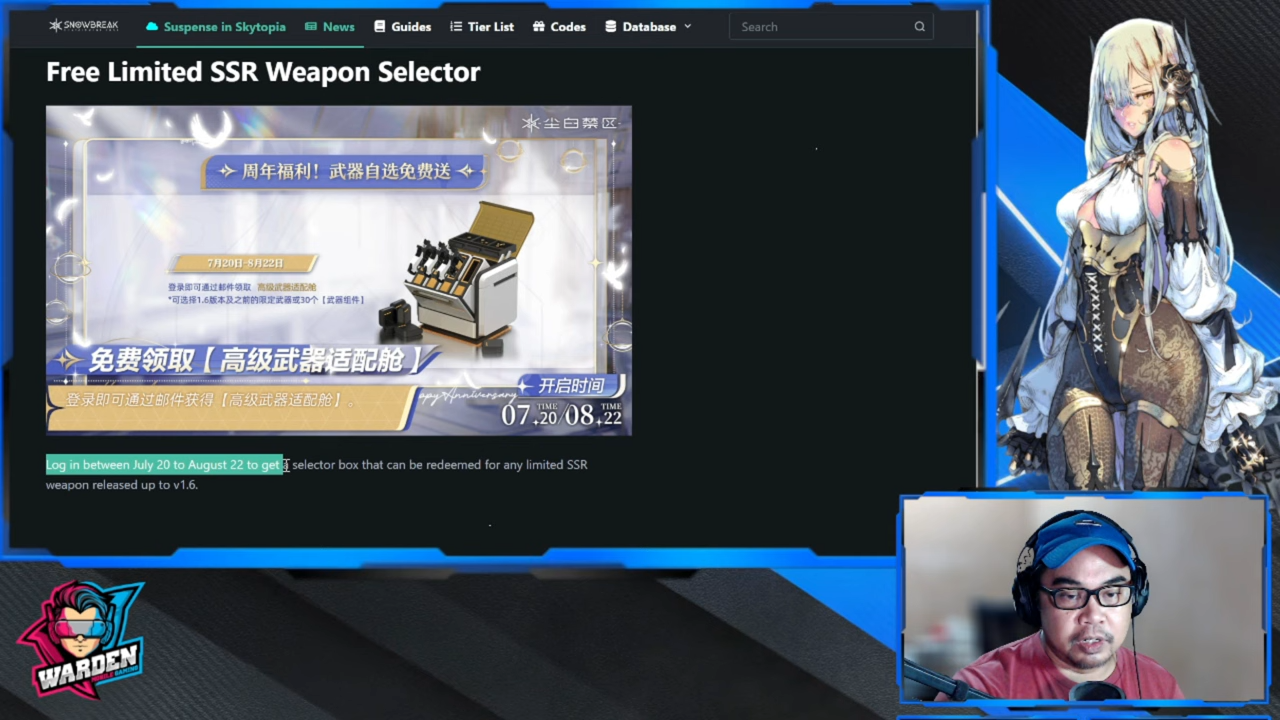 SNOWBREAK
Suspense in Skytopia
News
Guides
Tier List
Codes
Database
Search
Free Limited SSR Weapon Selector
尘白禁区
周年福利！武器自选免费送
7月20日-8月22日
登录即可通过邮件领取 高级武器适配舱
*可选择1.6版本及之前的限定武器或30个【武器组件】
免费领取【高级武器适配舱】
登录即可通过邮件获得【高级武器适配舱】。
Happy Anniversary
开启时间
07 TIME .20/08 TIME .22
Log in between July 20 to August 22 to get a selector box that can be redeemed for any limited SSR
weapon released up to v1.6.
WARDEN
MOBILE GAMING